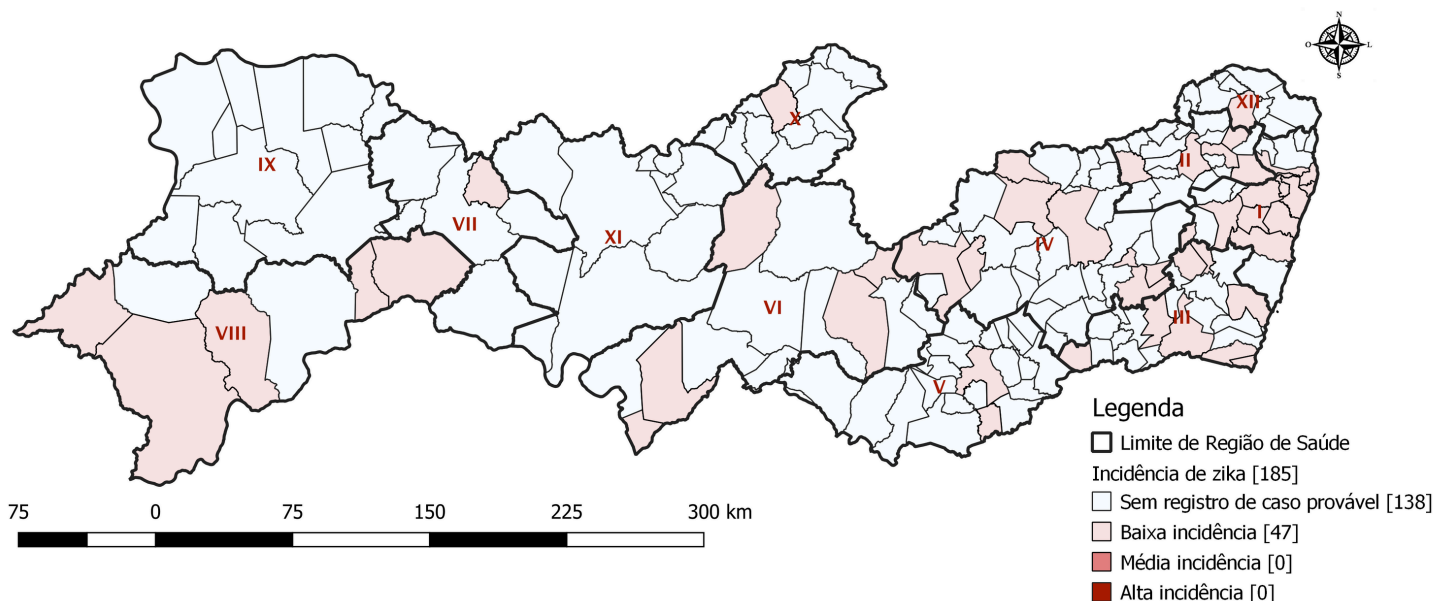 N
O L
S
XII
X
II
IX
I
VII
XI
IV
VI
III
VIII
V
Legenda
Limite de Região de Saúde
Incidência de zika [185]
Sem registro de caso provável [138]
Baixa incidência [47]
Média incidência [0]
Alta incidência [0]
75 0 75 150 225 300 km